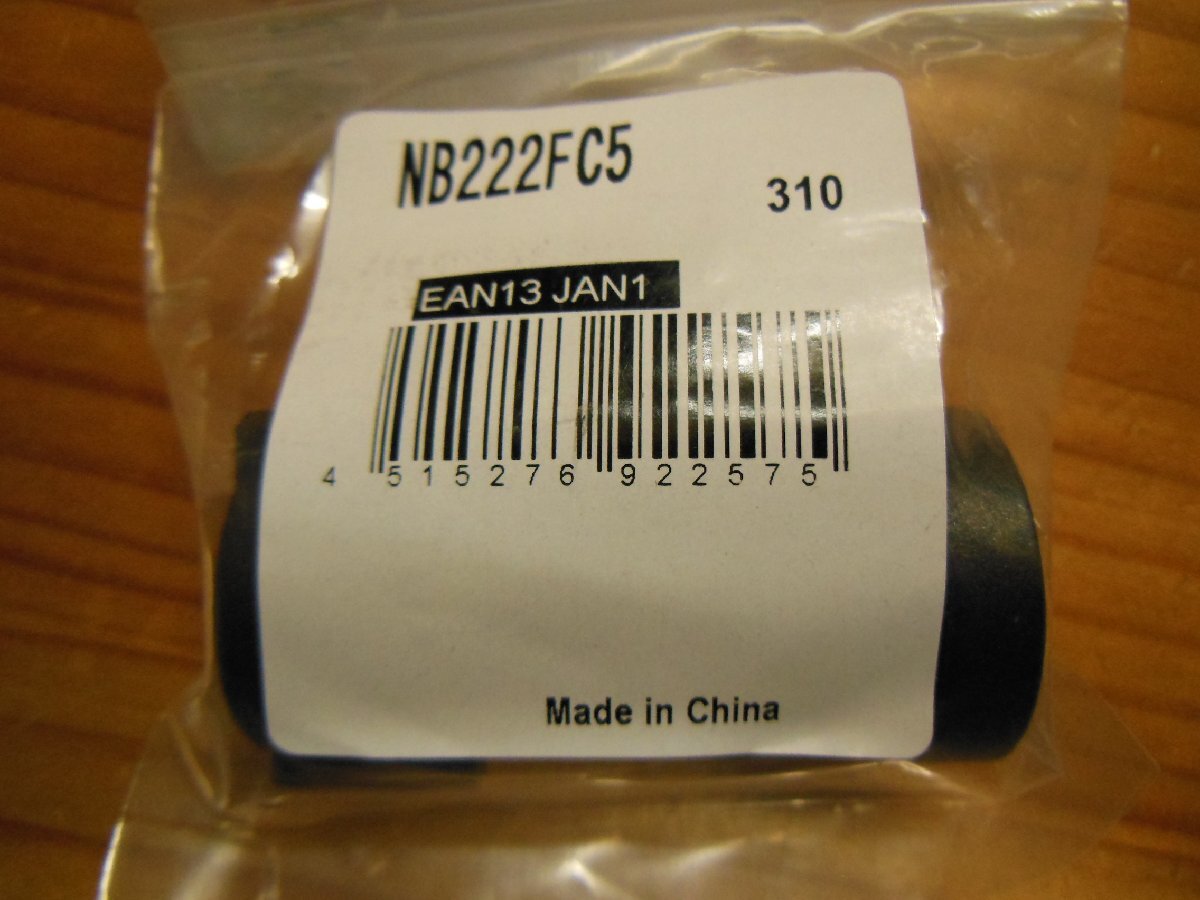 NB222FC5
310
EAN13 JAN1
4 515276 922575
Made in China